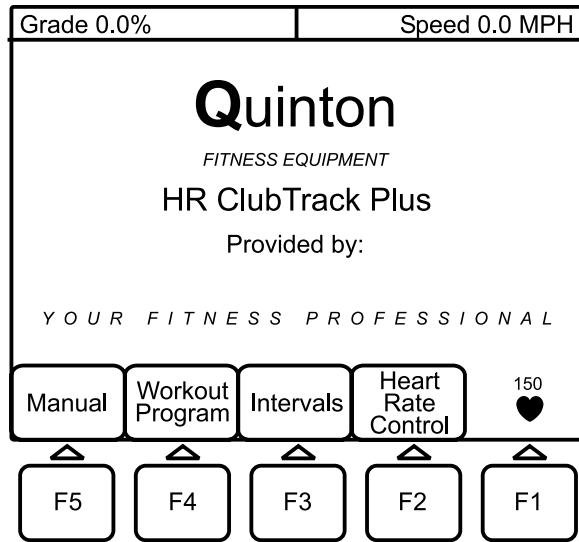 Grade 0.0% Speed 0.0 MPH
Quinton
FITNESS EQUIPMENT
HR ClubTrack Plus
Provided by:
YOUR FITNESS PROFESSIONAL
Manual
Workout
Program
Intervals
Heart
Rate
Control
150
F5 F4 F3 F2 F1